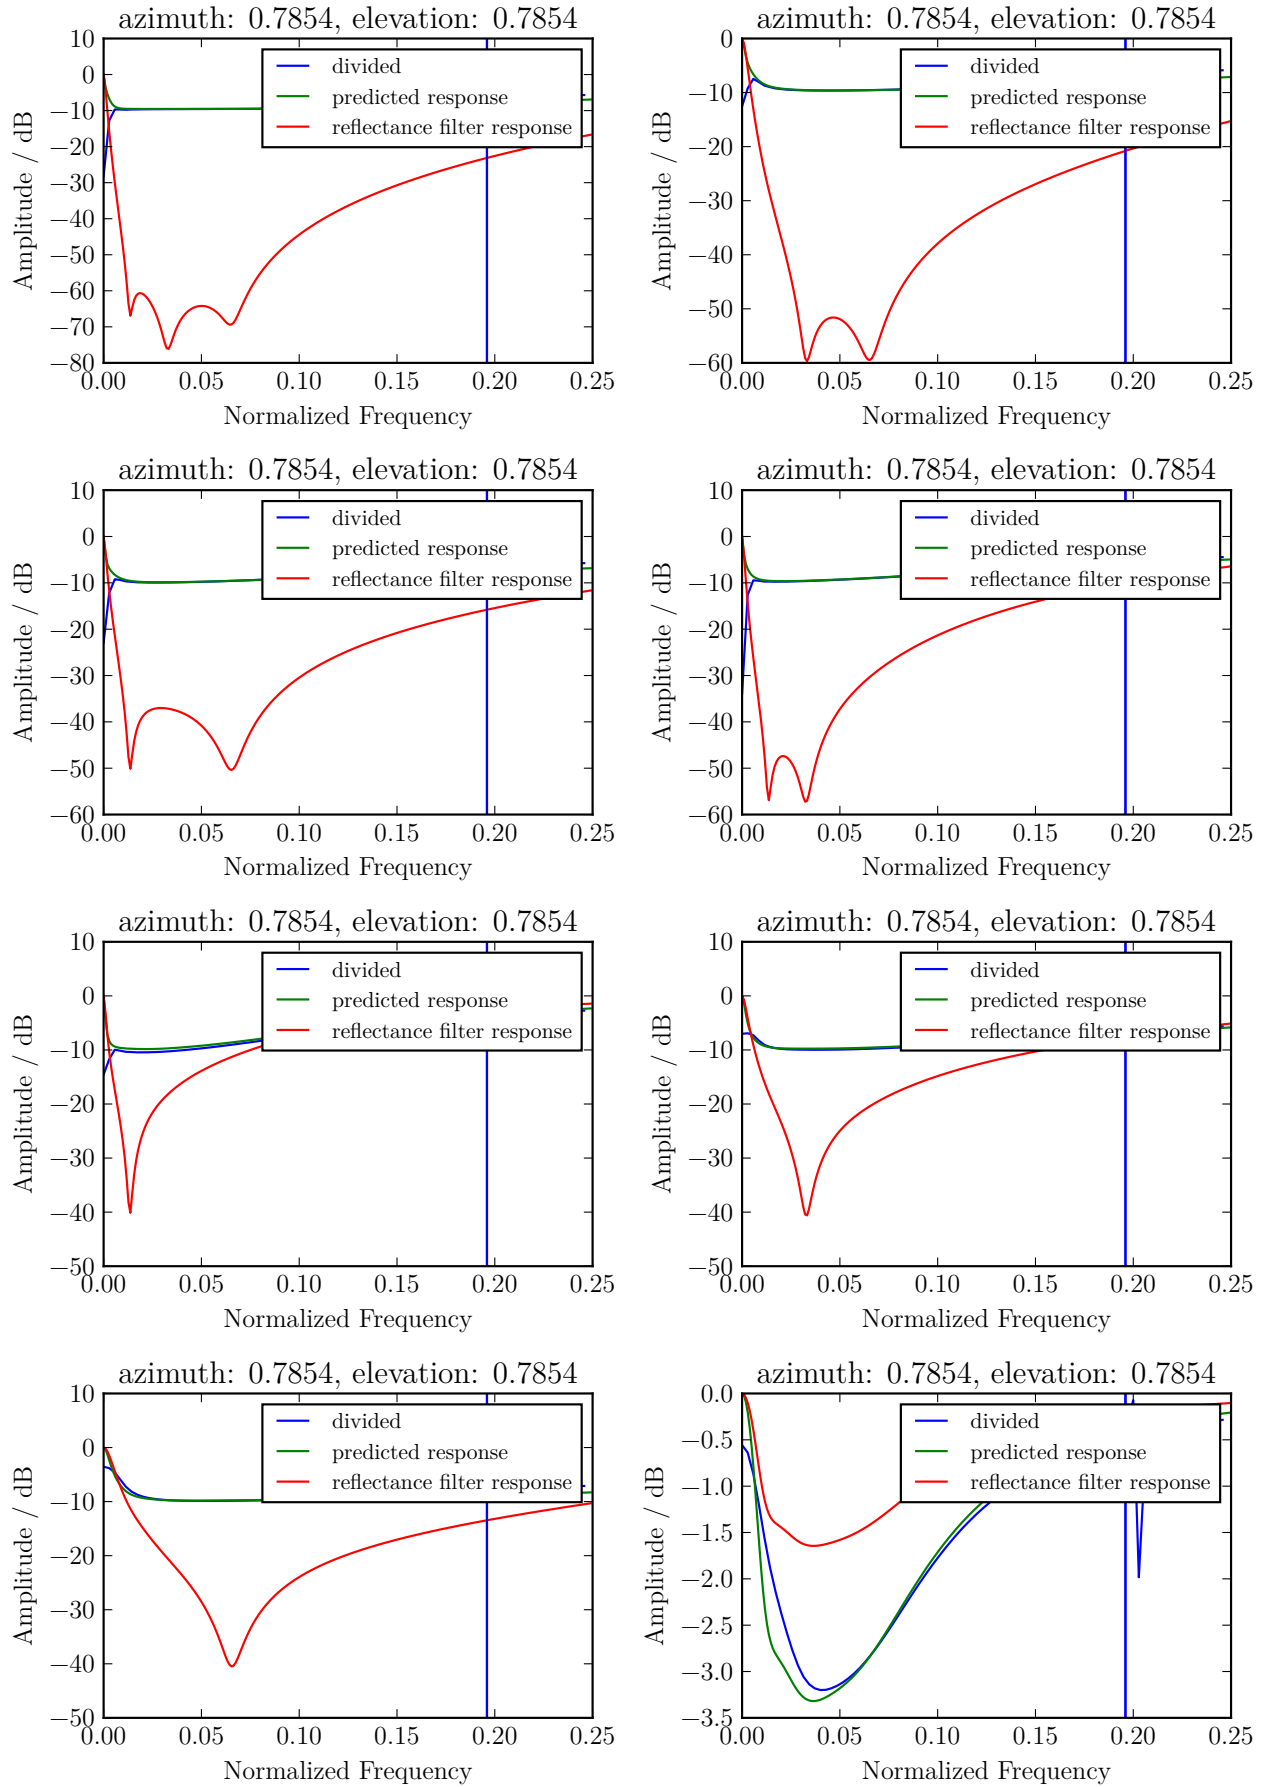 azimuth: 0.7854, elevation: 0.7854
10
0
−10
−20
−30
−40
−50
−60
−70
−80
Amplitude / dB
divided
predicted response
reflectance filter response
0.00 0.05 0.10 0.15 0.20 0.25
Normalized Frequency
azimuth: 0.7854, elevation: 0.7854
0
−10
−20
−30
−40
−50
−60
Amplitude / dB
divided
predicted response
reflectance filter response
0.00 0.05 0.10 0.15 0.20 0.25
Normalized Frequency
azimuth: 0.7854, elevation: 0.7854
10
0
−10
−20
−30
−40
−50
−60
Amplitude / dB
divided
predicted response
reflectance filter response
0.00 0.05 0.10 0.15 0.20 0.25
Normalized Frequency
azimuth: 0.7854, elevation: 0.7854
10
0
−10
−20
−30
−40
−50
−60
Amplitude / dB
divided
predicted response
reflectance filter response
0.00 0.05 0.10 0.15 0.20 0.25
Normalized Frequency
azimuth: 0.7854, elevation: 0.7854
10
0
−10
−20
−30
−40
−50
Amplitude / dB
divided
predicted response
reflectance filter response
0.00 0.05 0.10 0.15 0.20 0.25
Normalized Frequency
azimuth: 0.7854, elevation: 0.7854
10
0
−10
−20
−30
−40
−50
Amplitude / dB
divided
predicted response
reflectance filter response
0.00 0.05 0.10 0.15 0.20 0.25
Normalized Frequency
azimuth: 0.7854, elevation: 0.7854
10
0
−10
−20
−30
−40
−50
Amplitude / dB
divided
predicted response
reflectance filter response
0.00 0.05 0.10 0.15 0.20 0.25
Normalized Frequency
azimuth: 0.7854, elevation: 0.7854
0.0
−0.5
−1.0
−1.5
−2.0
−2.5
−3.0
−3.5
Amplitude / dB
divided
predicted response
reflectance filter response
0.00 0.05 0.10 0.15 0.20 0.25
Normalized Frequency